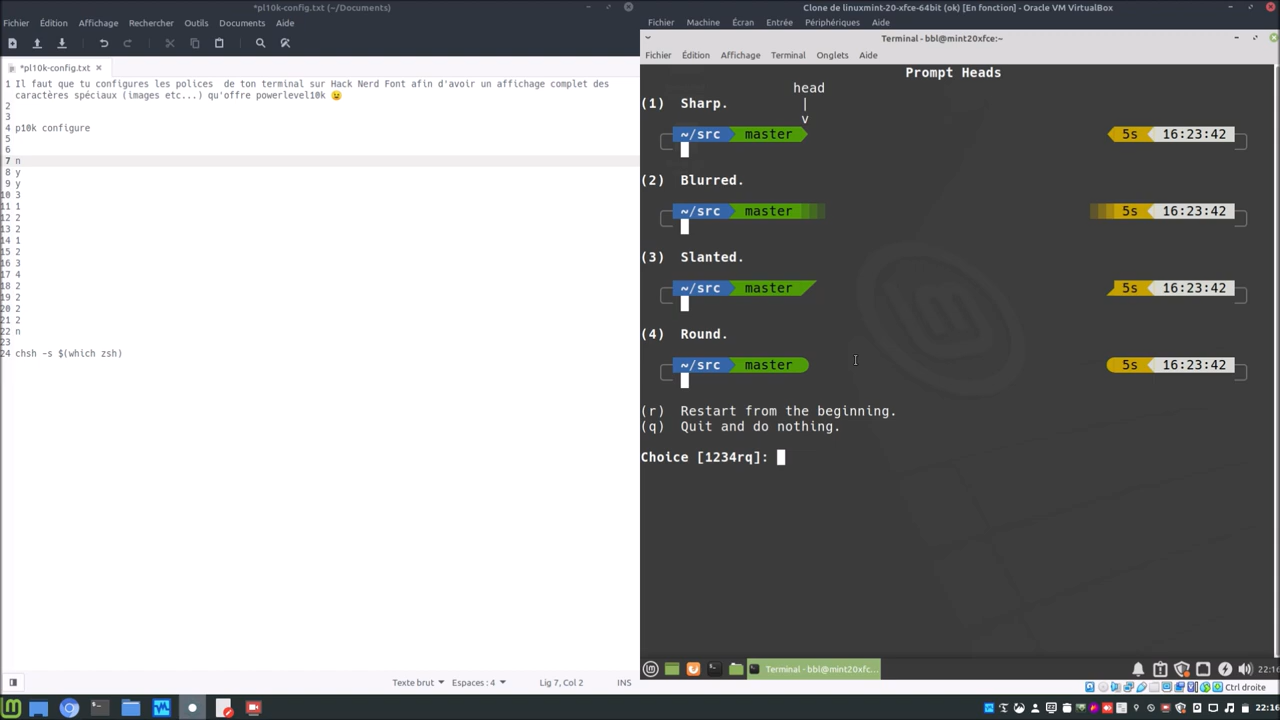 *pl10k-config.txt (~/Documents)
Fichier Édition Affichage Rechercher Outils Documents Aide
*pl10k-config.txt
1 Il faut que tu configures les polices de ton terminal sur Hack Nerd Font afin d'avoir un affichage complet des
caractères spéciaux (images etc...) qu'offre powerlevel10k 😉
2
3
4 p10k configure
5
6
7 n
8 y
9 y
10 3
11 1
12 2
13 2
14 1
15 2
16 3
17 4
18 2
19 2
20 2
21 2
22 n
23
24 chsh -s $(which zsh)
Texte brut Espaces : 4 Lig 7, Col 2 INS
Clone de linuxmint-20-xfce-64bit (ok) [En fonction] - Oracle VM VirtualBox
Fichier Machine Écran Entrée Périphériques Aide
Terminal - bbl@mint20xfce:~
Fichier Édition Affichage Terminal Onglets Aide
Prompt Heads
head
(1) Sharp. |
v
~/src master 5s 16:23:42
(2) Blurred.
~/src master 5s 16:23:42
(3) Slanted.
~/src master 5s 16:23:42
(4) Round.
~/src master 5s 16:23:42
(r) Restart from the beginning.
(q) Quit and do nothing.
Choice [1234rq]:
Terminal - bbl@mint20xfc... 22:16
Ctrl droite
22:16